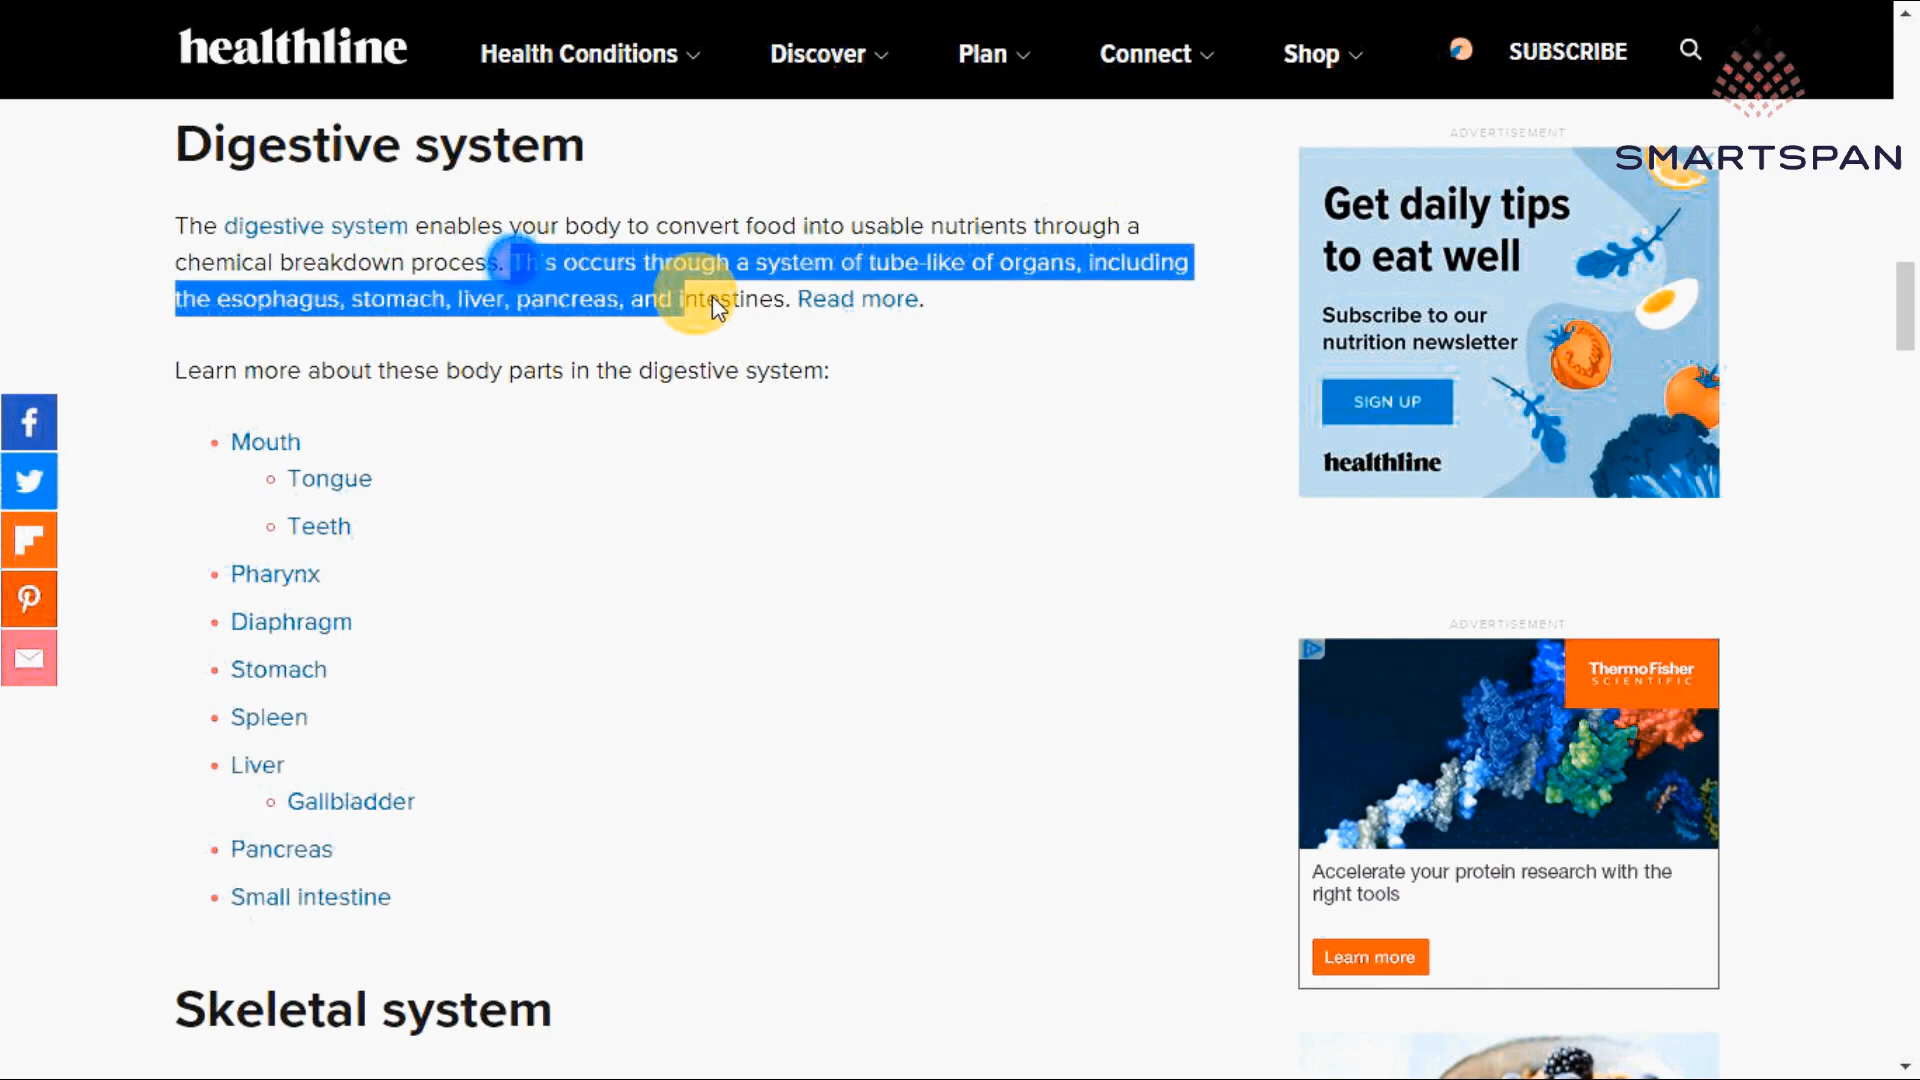 healthline
Health Conditions
Discover
Plan
Connect
Shop
SUBSCRIBE
SMARTSPAN
Digestive system
The digestive system enables your body to convert food into usable nutrients through a
chemical breakdown process. This occurs through a system of tube-like of organs, including
the esophagus, stomach, liver, pancreas, and intestines. Read more.
Learn more about these body parts in the digestive system:
Mouth
Tongue
Teeth
Pharynx
Diaphragm
Stomach
Spleen
Liver
Gallbladder
Pancreas
Small intestine
Skeletal system
ADVERTISEMENT
Get daily tips
to eat well
Subscribe to our
nutrition newsletter
SIGN UP
healthline
ADVERTISEMENT
ThermoFisher
SCIENTIFIC
Accelerate your protein research with the
right tools
Learn more